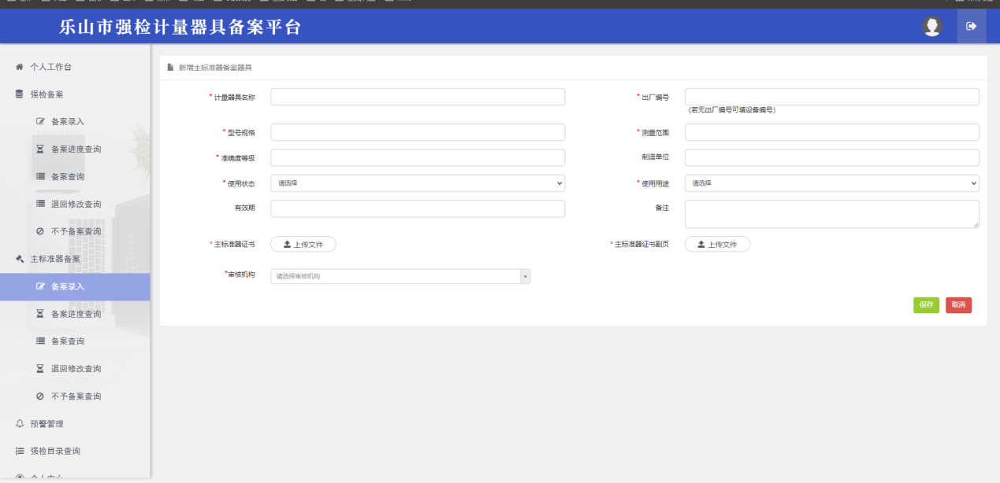 乐山市强检计量器具备案平台
个人工作台
强检备案
备案录入
备案进度查询
备案查询
退回修改查询
不予备案查询
主标准器备案
备案录入
备案进度查询
备案查询
退回修改查询
不予备案查询
预警管理
强检目录查询
个人中心
新增主标准器备案器具
*计量器具名称
*出厂编号
(若无出厂编号可填设备编号)
*型号规格
*测量范围
*准确度等级
制造单位
*使用状态 请选择
*使用用途 请选择
有效期
备注
*主标准器证书 上传文件
*主标准器证书副页 上传文件
*审核机构 请选择审核机构
保存 取消